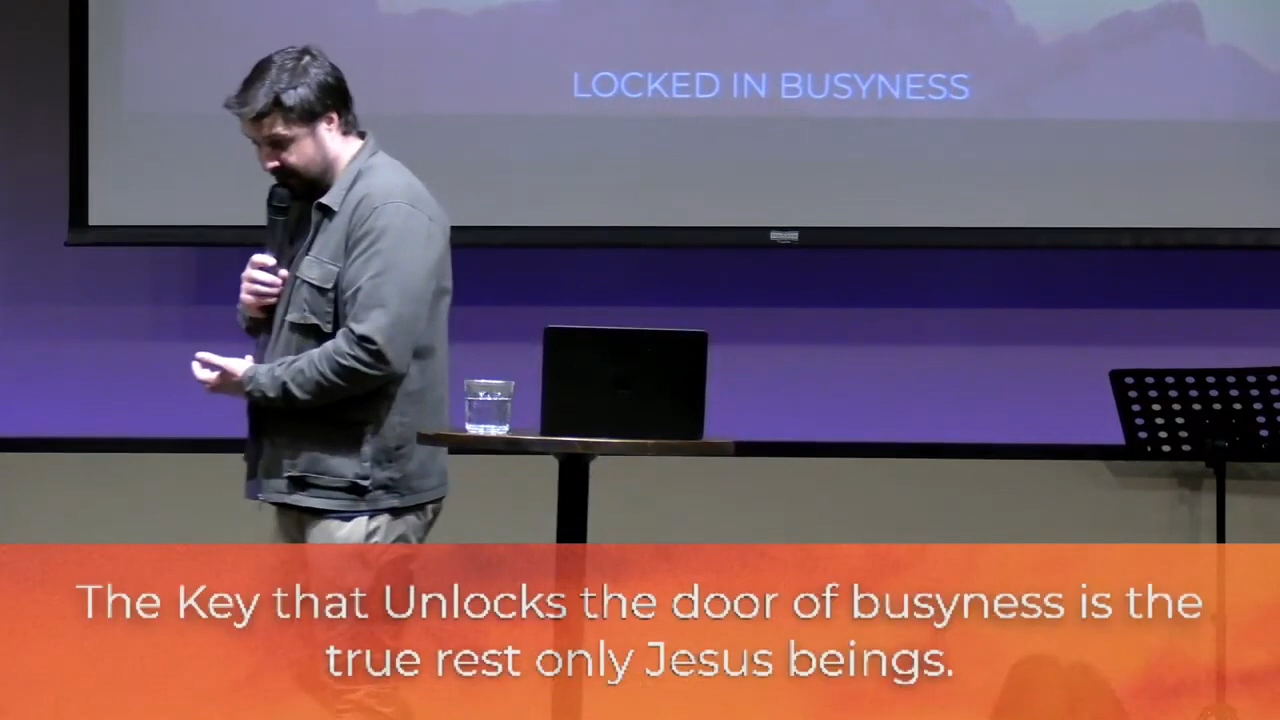 LOCKED IN BUSYNESS
The Key that Unlocks the door of busyness is the
true rest only Jesus beings.